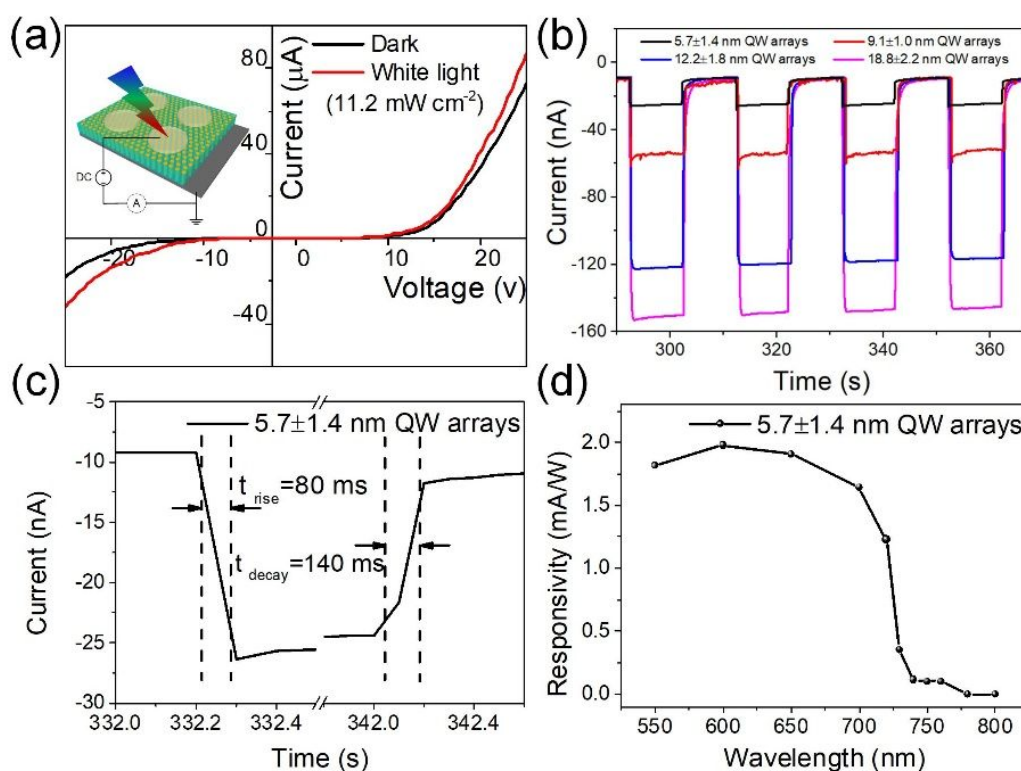 (a)
Dark
White light
(11.2 mW cm-2)
Current (μA)
80
40
0
-40
-20
-10
0
10
20
Voltage (v)
DC
A
(b)
5.7±1.4 nm QW arrays
9.1±1.0 nm QW arrays
12.2±1.8 nm QW arrays
18.8±2.2 nm QW arrays
Current (nA)
0
-40
-80
-120
-160
300
320
340
360
Time (s)
(c)
5.7±1.4 nm QW arrays
t rise=80 ms
t decay=140 ms
Current (nA)
-5
-10
-15
-20
-25
-30
332.0
332.2
332.4
342.0
342.4
Time (s)
(d)
5.7±1.4 nm QW arrays
Responsivity (mA/W)
2.0
1.5
1.0
0.5
0.0
550
600
650
700
750
800
Wavelength (nm)